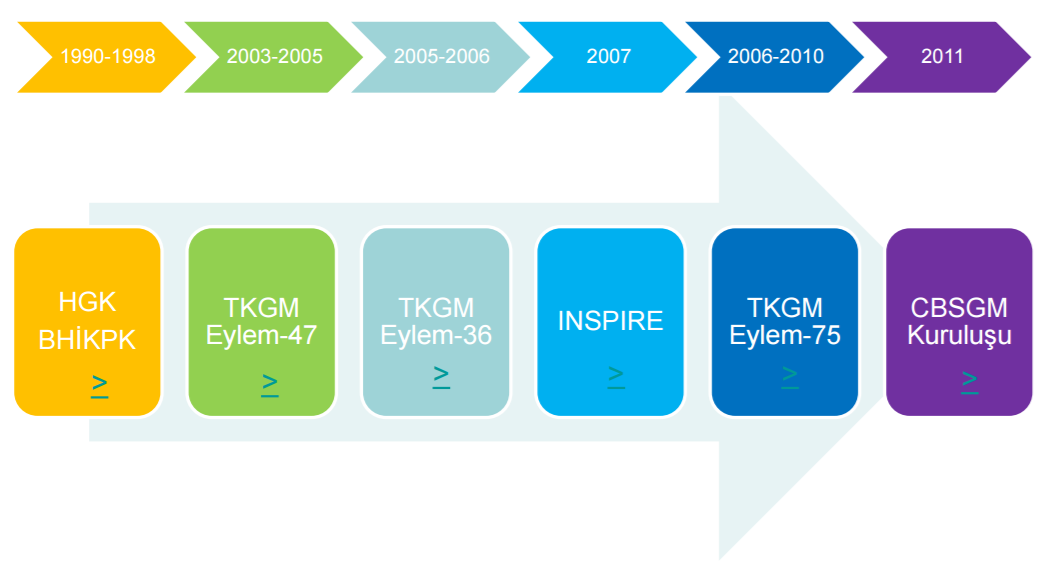 1990-1998
2003-2005
2005-2006
2007
2006-2010
2011
HGK
BHİKPK
>
TKGM
Eylem-47
>
TKGM
Eylem-36
>
INSPIRE
>
TKGM
Eylem-75
>
CBSGM
Kuruluşu
>